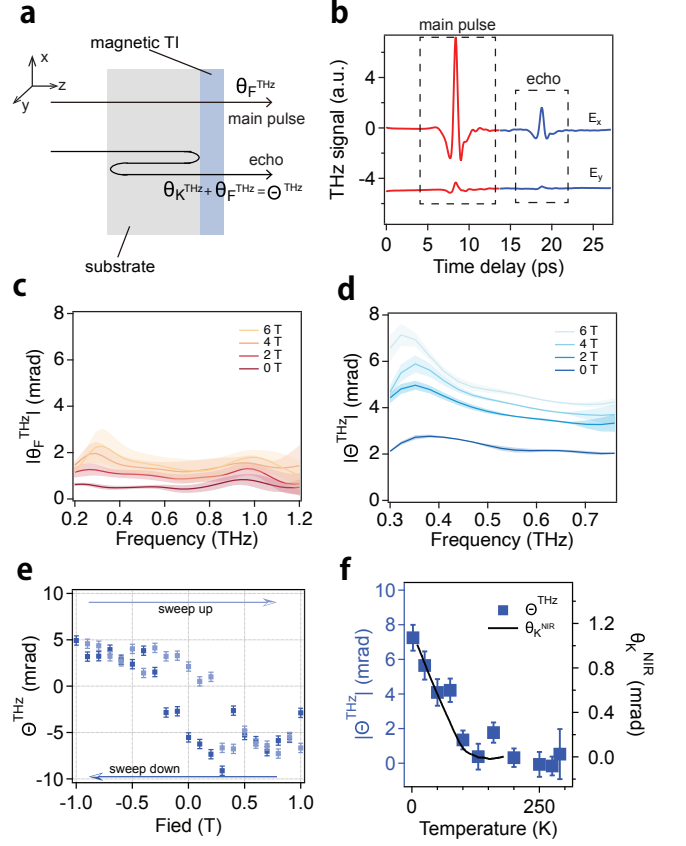 a
magnetic TI
x
z
y
θF^THz
main pulse
echo
θK^THz + θF^THz = Θ^THz
substrate
b
main pulse
echo
Ex
Ey
THz signal (a.u.)
4
0
-4
0 5 10 15 20 25
Time delay (ps)
c
8
6
4
2
0
|θF^THz| (mrad)
6 T
4 T
2 T
0 T
0.2 0.4 0.6 0.8 1.0 1.2
Frequency (THz)
d
8
6
4
2
0
|Θ^THz| (mrad)
6 T
4 T
2 T
0 T
0.3 0.4 0.5 0.6 0.7
Frequency (THz)
e
10
5
0
-5
-10
Θ^THz (mrad)
sweep up
sweep down
-1.0 -0.5 0.0 0.5 1.0
Fied (T)
f
10
8
6
4
2
0
|Θ^THz| (mrad)
Θ^THz
θK^NIR
1.2
0.6
0.0
θK^NIR (mrad)
0 250
Temperature (K)